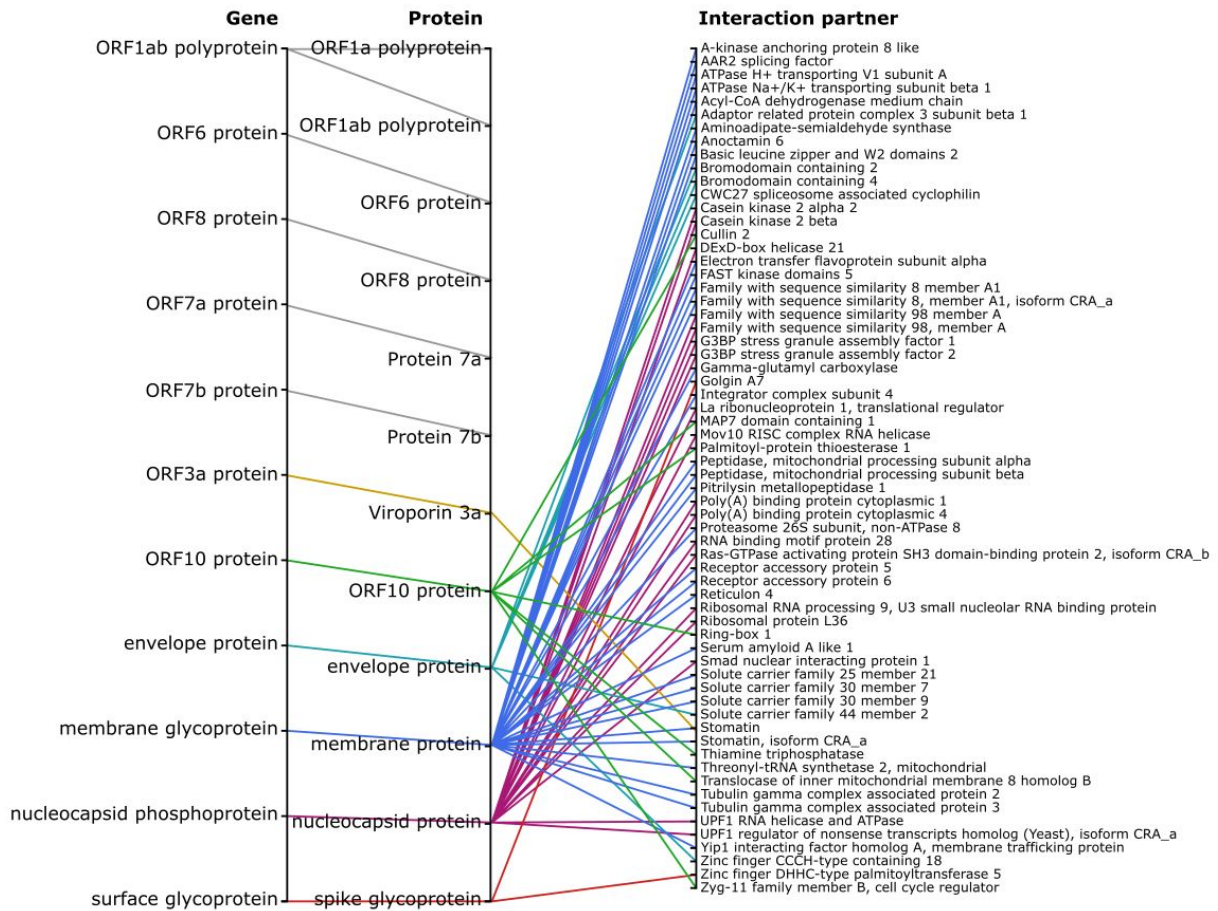 Gene
Protein
Interaction partner
ORF1ab polyprotein
ORF6 protein
ORF8 protein
ORF7a protein
ORF7b protein
ORF3a protein
ORF10 protein
envelope protein
membrane glycoprotein
nucleocapsid phosphoprotein
surface glycoprotein
ORF1a polyprotein
ORF1ab polyprotein
ORF6 protein
ORF8 protein
Protein 7a
Protein 7b
Viroporin 3a
ORF10 protein
envelope protein
membrane protein
nucleocapsid protein
spike glycoprotein
A-kinase anchoring protein 8 like
AAR2 splicing factor
ATPase H+ transporting V1 subunit A
ATPase Na+/K+ transporting subunit beta 1
Acyl-CoA dehydrogenase medium chain
Adaptor related protein complex 3 subunit beta 1
Aminoadipate-semialdehyde synthase
Anoctamin 6
Basic leucine zipper and W2 domains 2
Bromodomain containing 2
Bromodomain containing 4
CWC27 spliceosome associated cyclophilin
Casein kinase 2 alpha 2
Casein kinase 2 beta
Cullin 2
DExD-box helicase 21
Electron transfer flavoprotein subunit alpha
FAST kinase domains 5
Family with sequence similarity 8 member A1
Family with sequence similarity 8, member A1, isoform CRA_a
Family with sequence similarity 98 member A
Family with sequence similarity 98, member A
G3BP stress granule assembly factor 1
G3BP stress granule assembly factor 2
Gamma-glutamyl carboxylase
Golgin A7
Integrator complex subunit 4
La ribonucleoprotein 1, translational regulator
MAP7 domain containing 1
Mov10 RISC complex RNA helicase
Palmitoyl-protein thioesterase 1
Peptidase, mitochondrial processing subunit alpha
Peptidase, mitochondrial processing subunit beta
Pitrilysin metallopeptidase 1
Poly(A) binding protein cytoplasmic 1
Poly(A) binding protein cytoplasmic 4
Proteasome 26S subunit, non-ATPase 8
RNA binding motif protein 28
Ras-GTPase activating protein SH3 domain-binding protein 2, isoform CRA_b
Receptor accessory protein 5
Receptor accessory protein 6
Reticulon 4
Ribosomal RNA processing 9, U3 small nucleolar RNA binding protein
Ribosomal protein L36
Ring-box 1
Serum amyloid A like 1
Smad nuclear interacting protein 1
Solute carrier family 25 member 21
Solute carrier family 30 member 7
Solute carrier family 30 member 9
Solute carrier family 44 member 2
Stomatin
Stomatin, isoform CRA_a
Thiamine triphosphatase
Threonyl-tRNA synthetase 2, mitochondrial
Translocase of inner mitochondrial membrane 8 homolog B
Tubulin gamma complex associated protein 2
Tubulin gamma complex associated protein 3
UPF1 RNA helicase and ATPase
UPF1 regulator of nonsense transcripts homolog (Yeast), isoform CRA_a
Yip1 interacting factor homolog A, membrane trafficking protein
Zinc finger CCCH-type containing 18
Zinc finger DHHC-type palmitoyltransferase 5
Zyg-11 family member B, cell cycle regulator